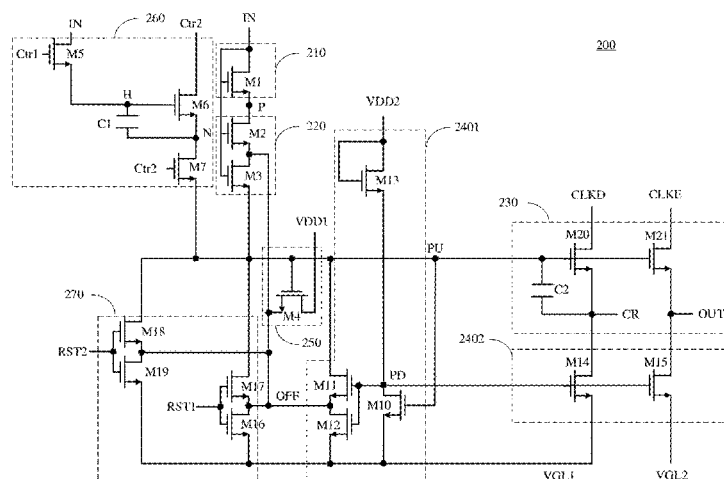 IN
260
Ctr2
IN
200
Ctr1
M5
210
M1
H
M6
P
VDD2
C1
N
M2
220
2401
Ctr2
M7
M3
M13
VDD1
230
CLKD
CLKE
M20
M21
PU
270
M4
C2
M18
250
CR
OUT
RST2
2402
M19
M17
OFF
M11
PD
M14
M15
RST1
M10
M16
M12
VGL1
VGL2